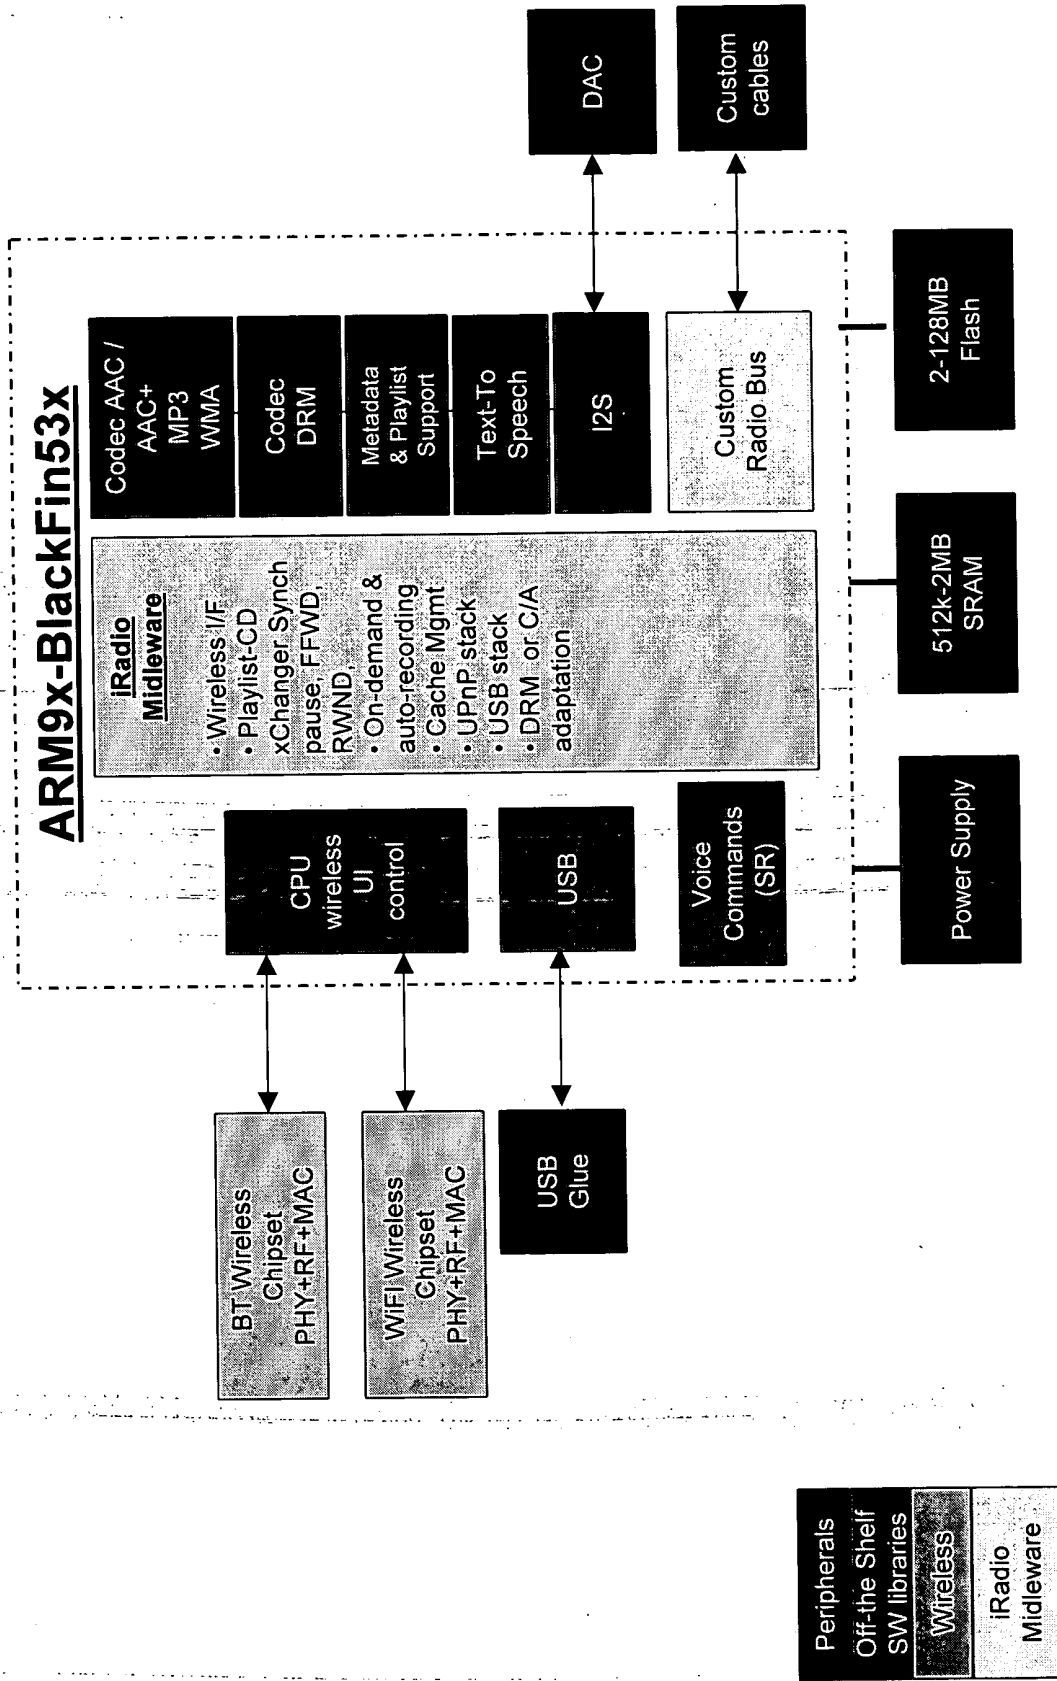 ARM9x-BlackFin53x
BT Wireless
Chipset
PHY+RF+MAC
WiFI Wireless
Chipset
PHY+RF+MAC
USB
Glue
CPU
wireless
UI
control
USB
Voice
Commands
(SR)
iRadio
Midleware
• Wireless I/F
• Playlist-CD
xChanger Synch
pause, FFWD,
RWND,
• On-demand &
auto-recording
• Cache Mgmt
• UPnP stack
• USB stack
• DRM or C/A
adaptation
Codec AAC /
AAC+
MP3
WMA
Codec
DRM
Metadata
& Playlist
Support
Text-To
Speech
I2S
Custom
Radio Bus
DAC
Custom
cables
Power Supply
512k-2MB
SRAM
2-128MB
Flash
Peripherals
Off-the Shelf
SW libraries
Wireless
iRadio
Midleware